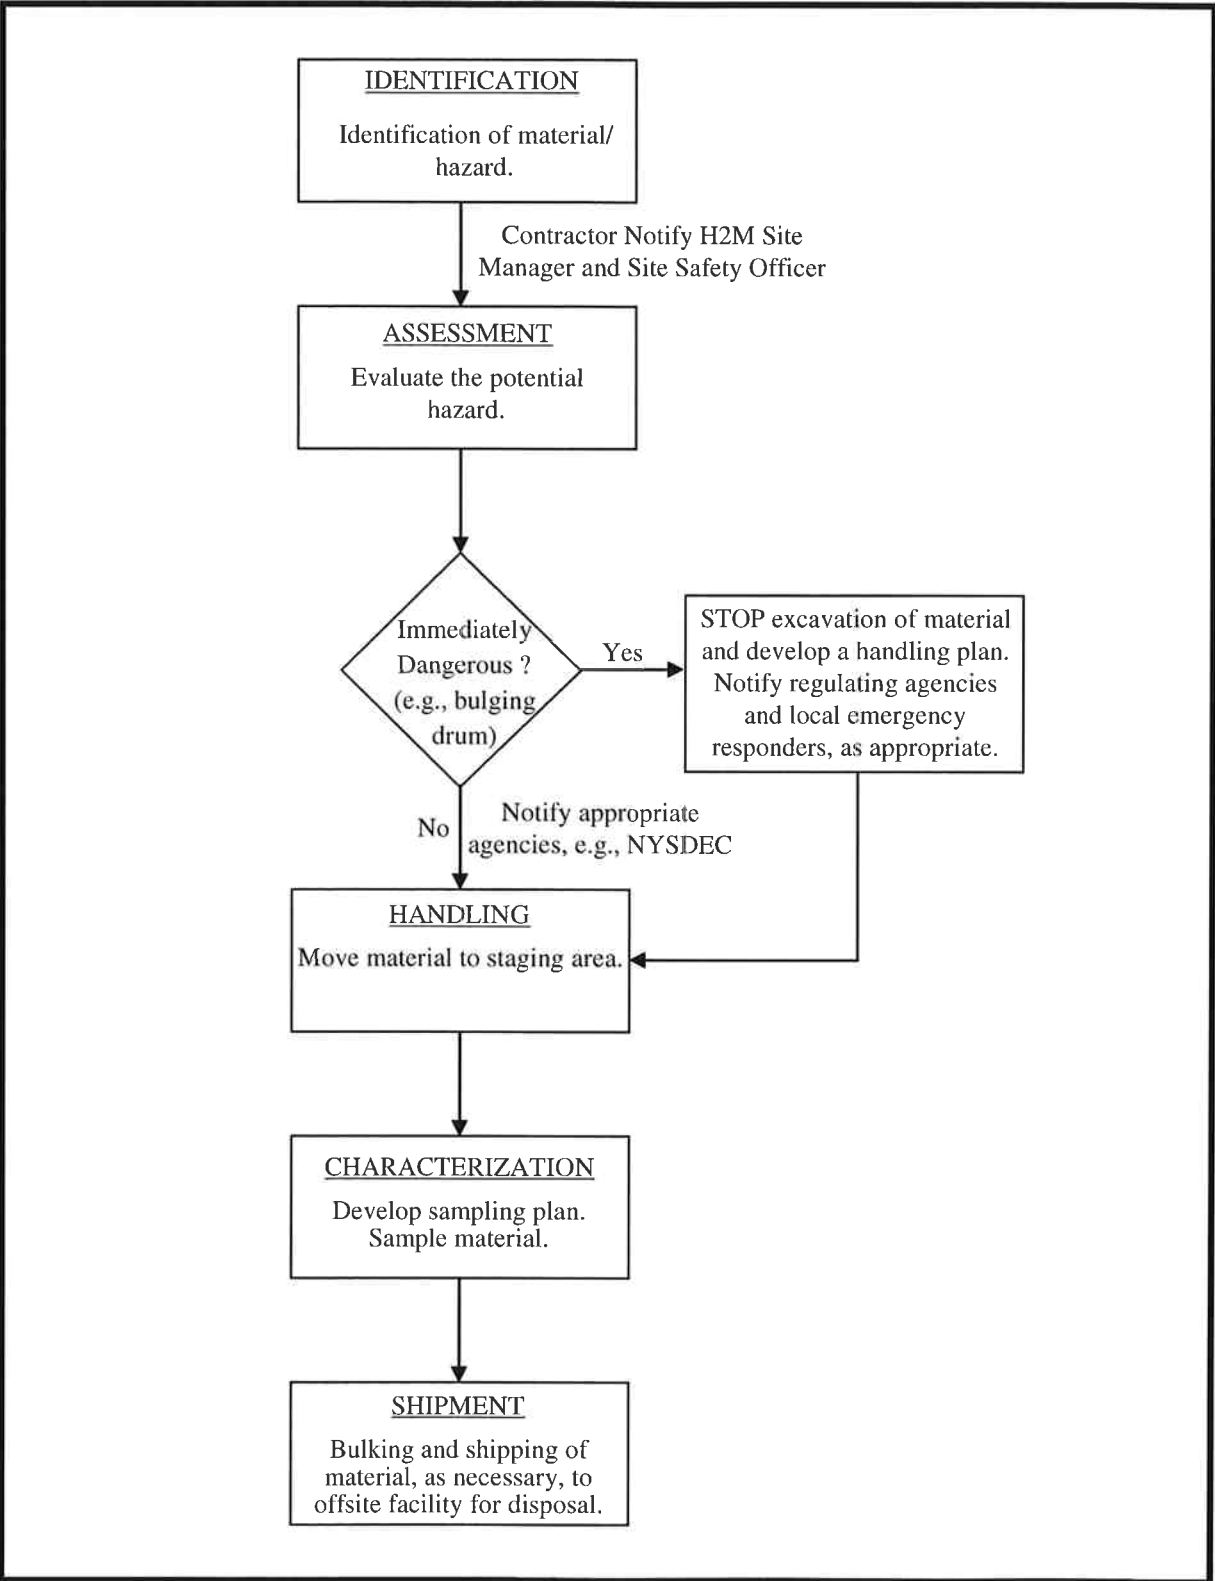 IDENTIFICATION
Identification of material/
hazard.
Contractor Notify H2M Site
Manager and Site Safety Officer
ASSESSMENT
Evaluate the potential
hazard.
Immediately
Dangerous ?
(e.g., bulging
drum)
Yes
STOP excavation of material
and develop a handling plan.
Notify regulating agencies
and local emergency
responders, as appropriate.
No
Notify appropriate
agencies, e.g., NYSDEC
HANDLING
Move material to staging area.
CHARACTERIZATION
Develop sampling plan.
Sample material.
SHIPMENT
Bulking and shipping of
material, as necessary, to
offsite facility for disposal.